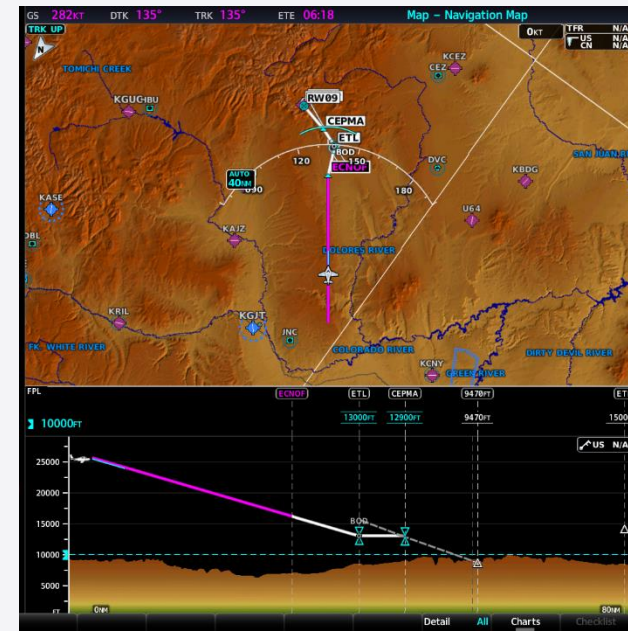 GS 282KT DTK 135° TRK 135° ETE 06:18 Map – Navigation Map
TRK UP
N
0KT
TFR N/A
US N/A
CN
TOMICHI CREEK
KCEZ
CEZ
KGUC HBU
RW09
CEPMA
ETL
BOD
ECNOF
SAN JUAN R
120
150
AUTO
40NM
090
180
DVC
KBDG
KASE
U64
DBL
KAJZ
DOLORES RIVER
KRIL
KGJT
JNC
FK. WHITE RIVER
COLORADO RIVER
KCNY
GREEN RIVER
DIRTY DEVIL RIVER
FPL
ECNOF
ETL
CEPMA
9470FT
13000FT
12900FT
9470FT
1500
10000FT
US N/A
25000
20000
15000
BOD
10000
5000
FT
0NM
80NM
Detail All Charts Checklist